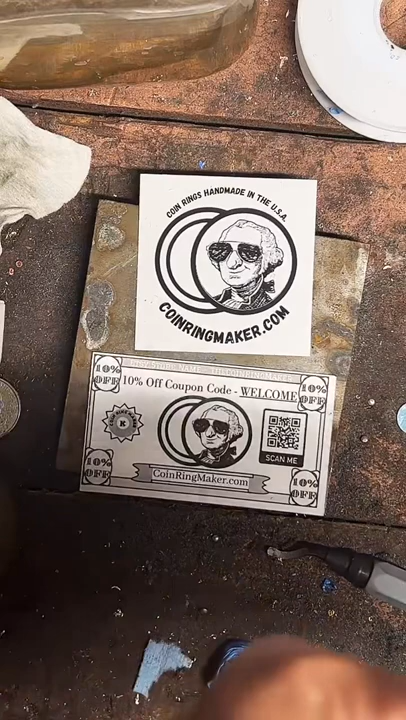 COIN RINGS HANDMADE IN THE U.S.A.
COINRINGMAKER.COM
10% OFF
10% Off Coupon Code - WELCOME
10% OFF
K
SCAN ME
10% OFF
CoinRingMaker.com
10% OFF